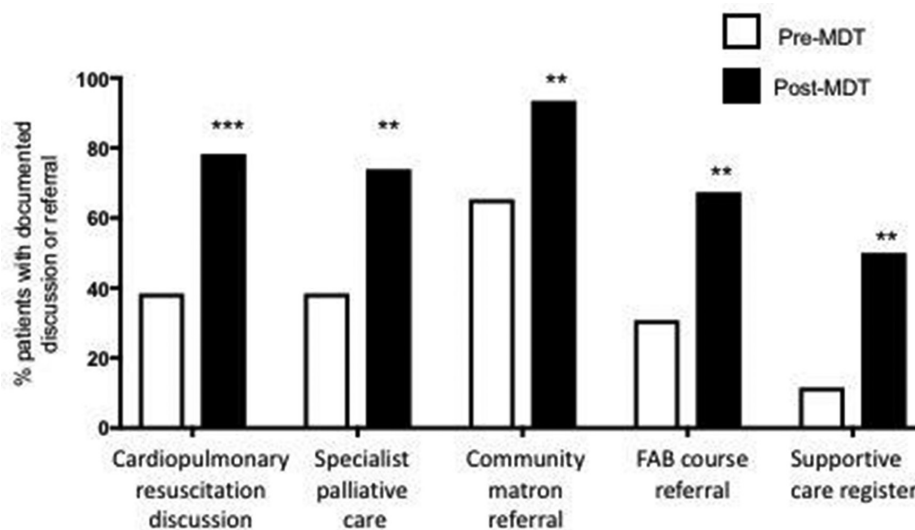 Pre-MDT
Post-MDT
% patients with documented
discussion or referral
100
80
60
40
20
0
***
**
**
**
**
Cardiopulmonary
resuscitation
discussion
Specialist
palliative
care
Community
matron
referral
FAB course
referral
Supportive
care register